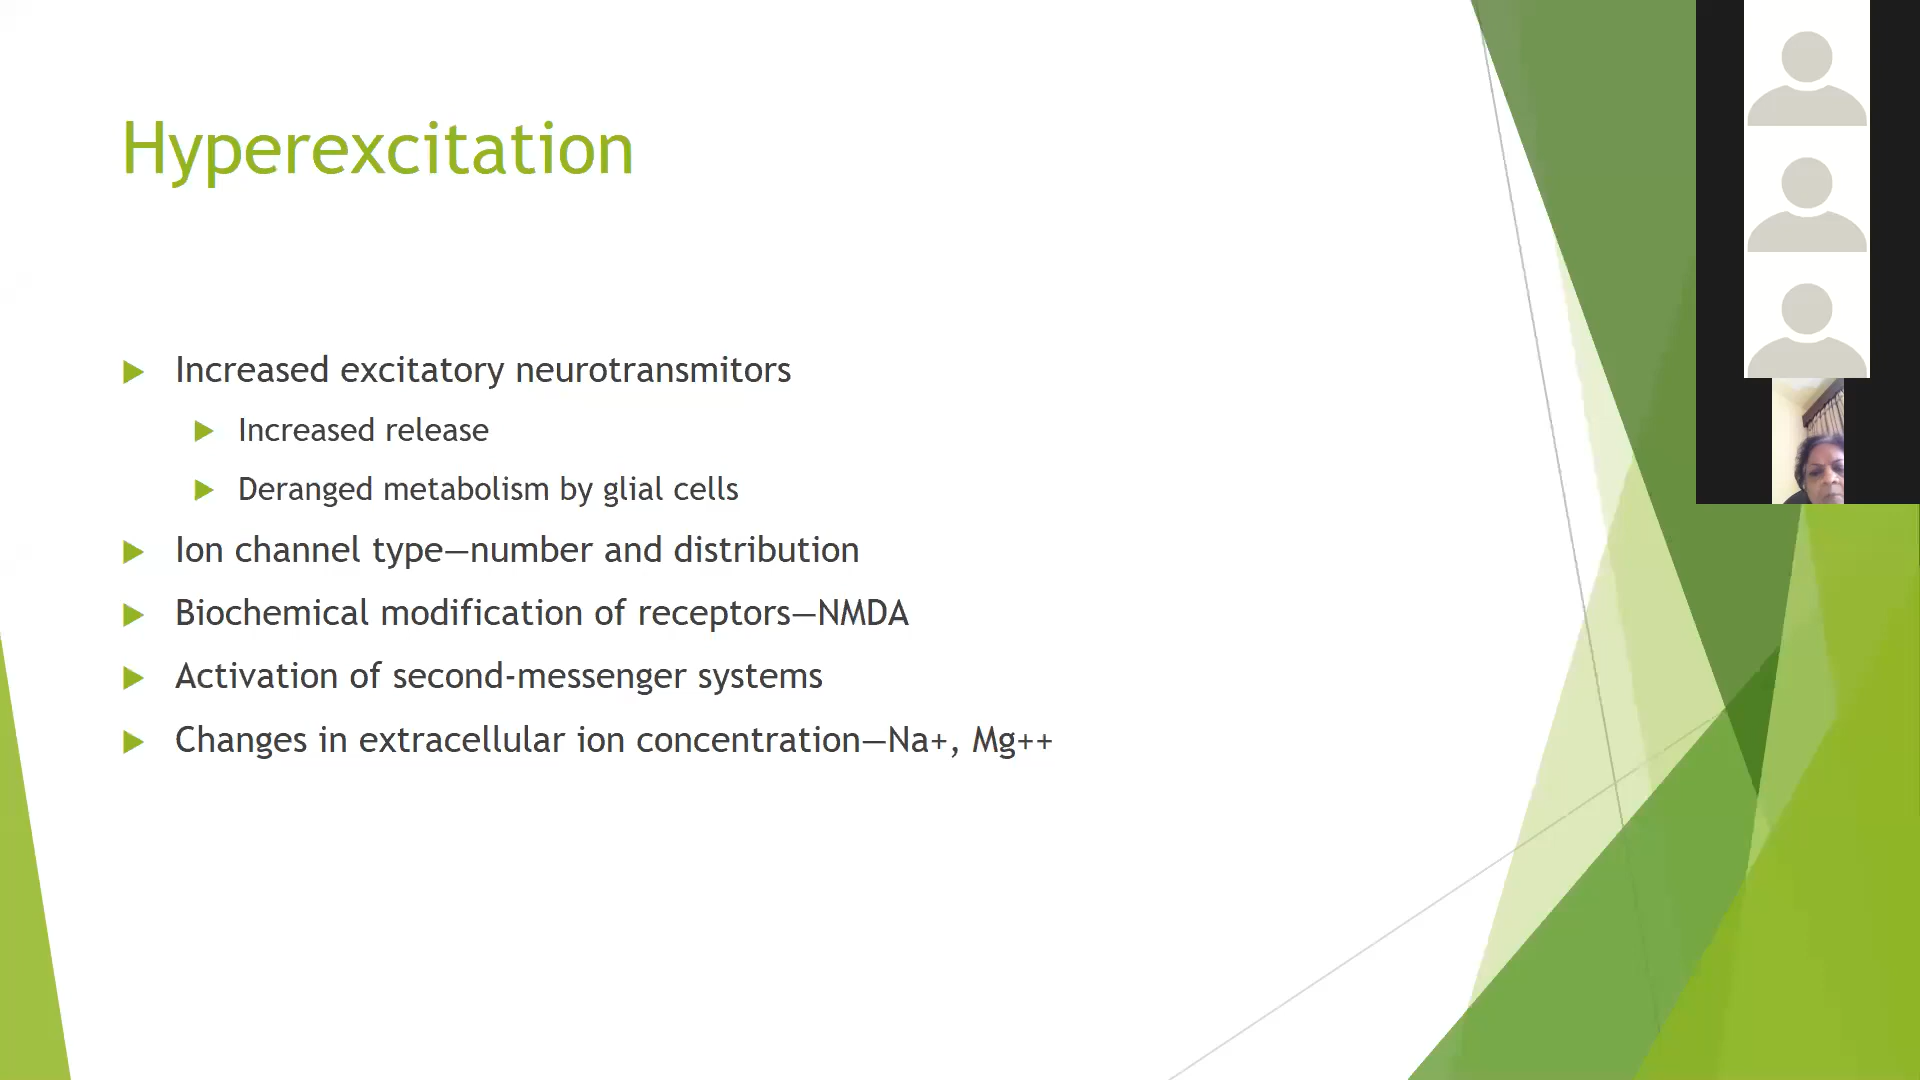 Hyperexcitation
Increased excitatory neurotransmitors
Increased release
Deranged metabolism by glial cells
Ion channel type—number and distribution
Biochemical modification of receptors—NMDA
Activation of second-messenger systems
Changes in extracellular ion concentration—Na+, Mg++